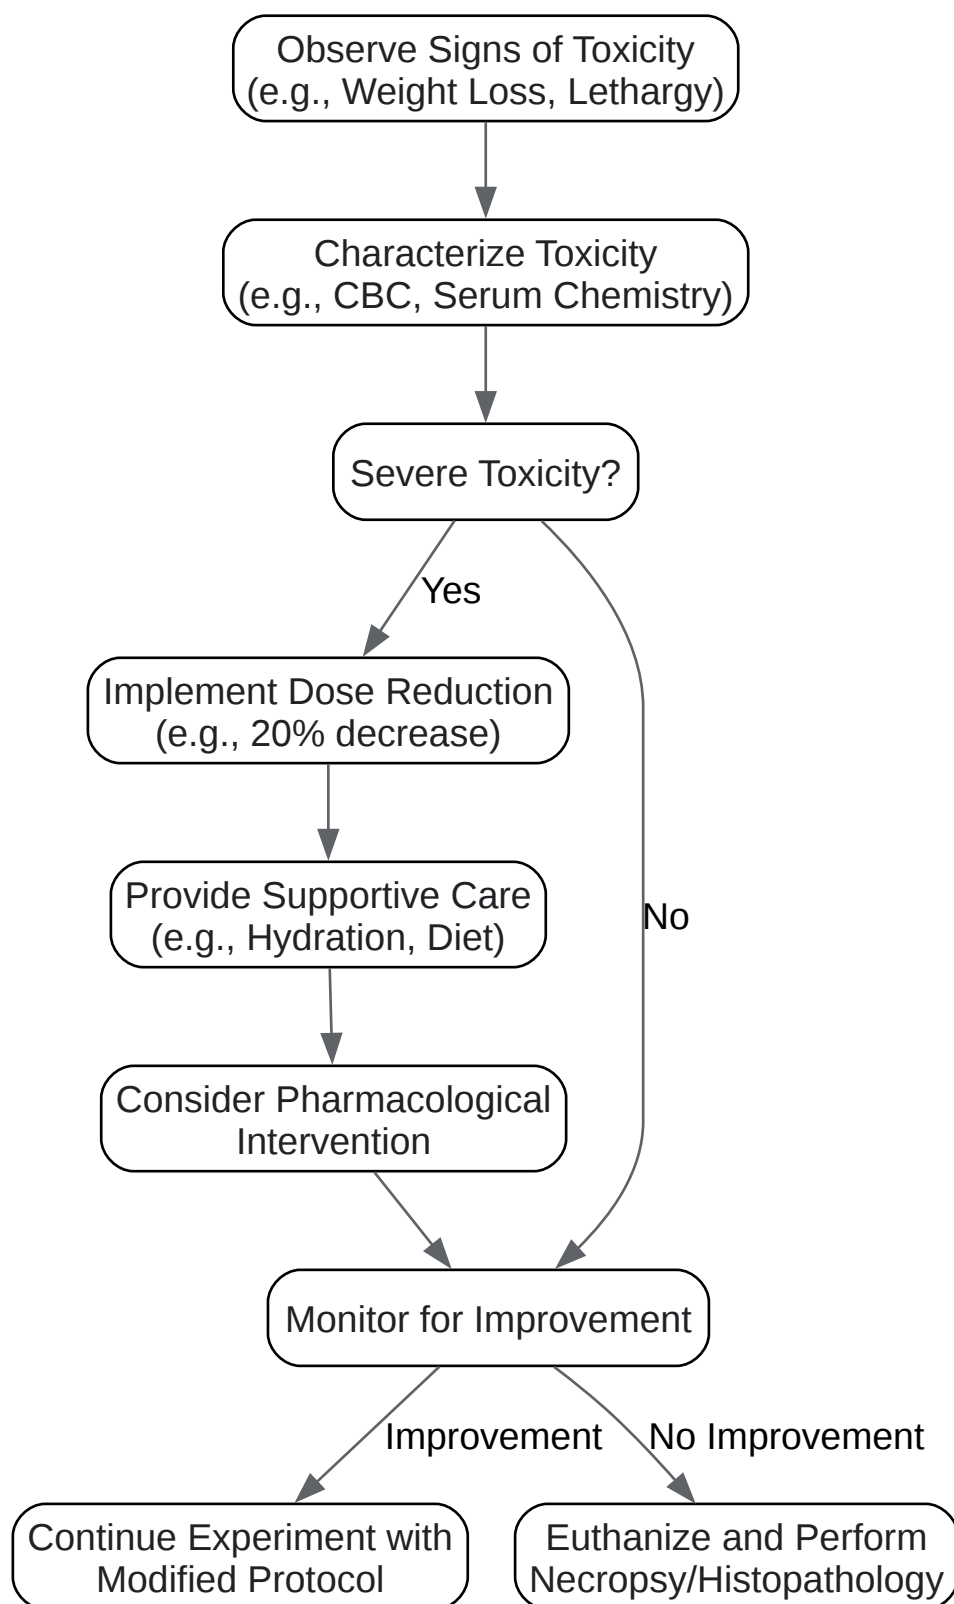 Observe Signs of Toxicity
(e.g., Weight Loss, Lethargy)
Characterize Toxicity
(e.g., CBC, Serum Chemistry)
Severe Toxicity?
Yes
Implement Dose Reduction
(e.g., 20% decrease)
Provide Supportive Care
(e.g., Hydration, Diet)
No
Consider Pharmacological
Intervention
Monitor for Improvement
Improvement
No Improvement
Continue Experiment with
Modified Protocol
Euthanize and Perform
Necropsy/Histopathology